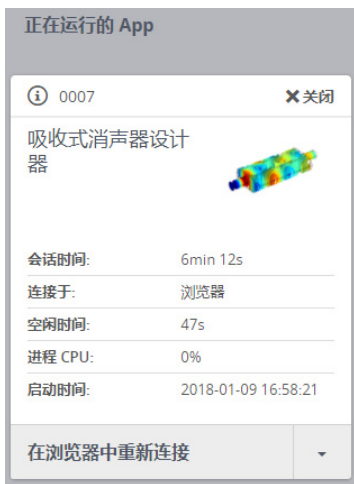 正在运行的 App
0007
关闭
吸收式消声器设计
器
会话时间: 6min 12s
连接于: 浏览器
空闲时间: 47s
进程 CPU: 0%
启动时间: 2018-01-09 16:58:21
在浏览器中重新连接